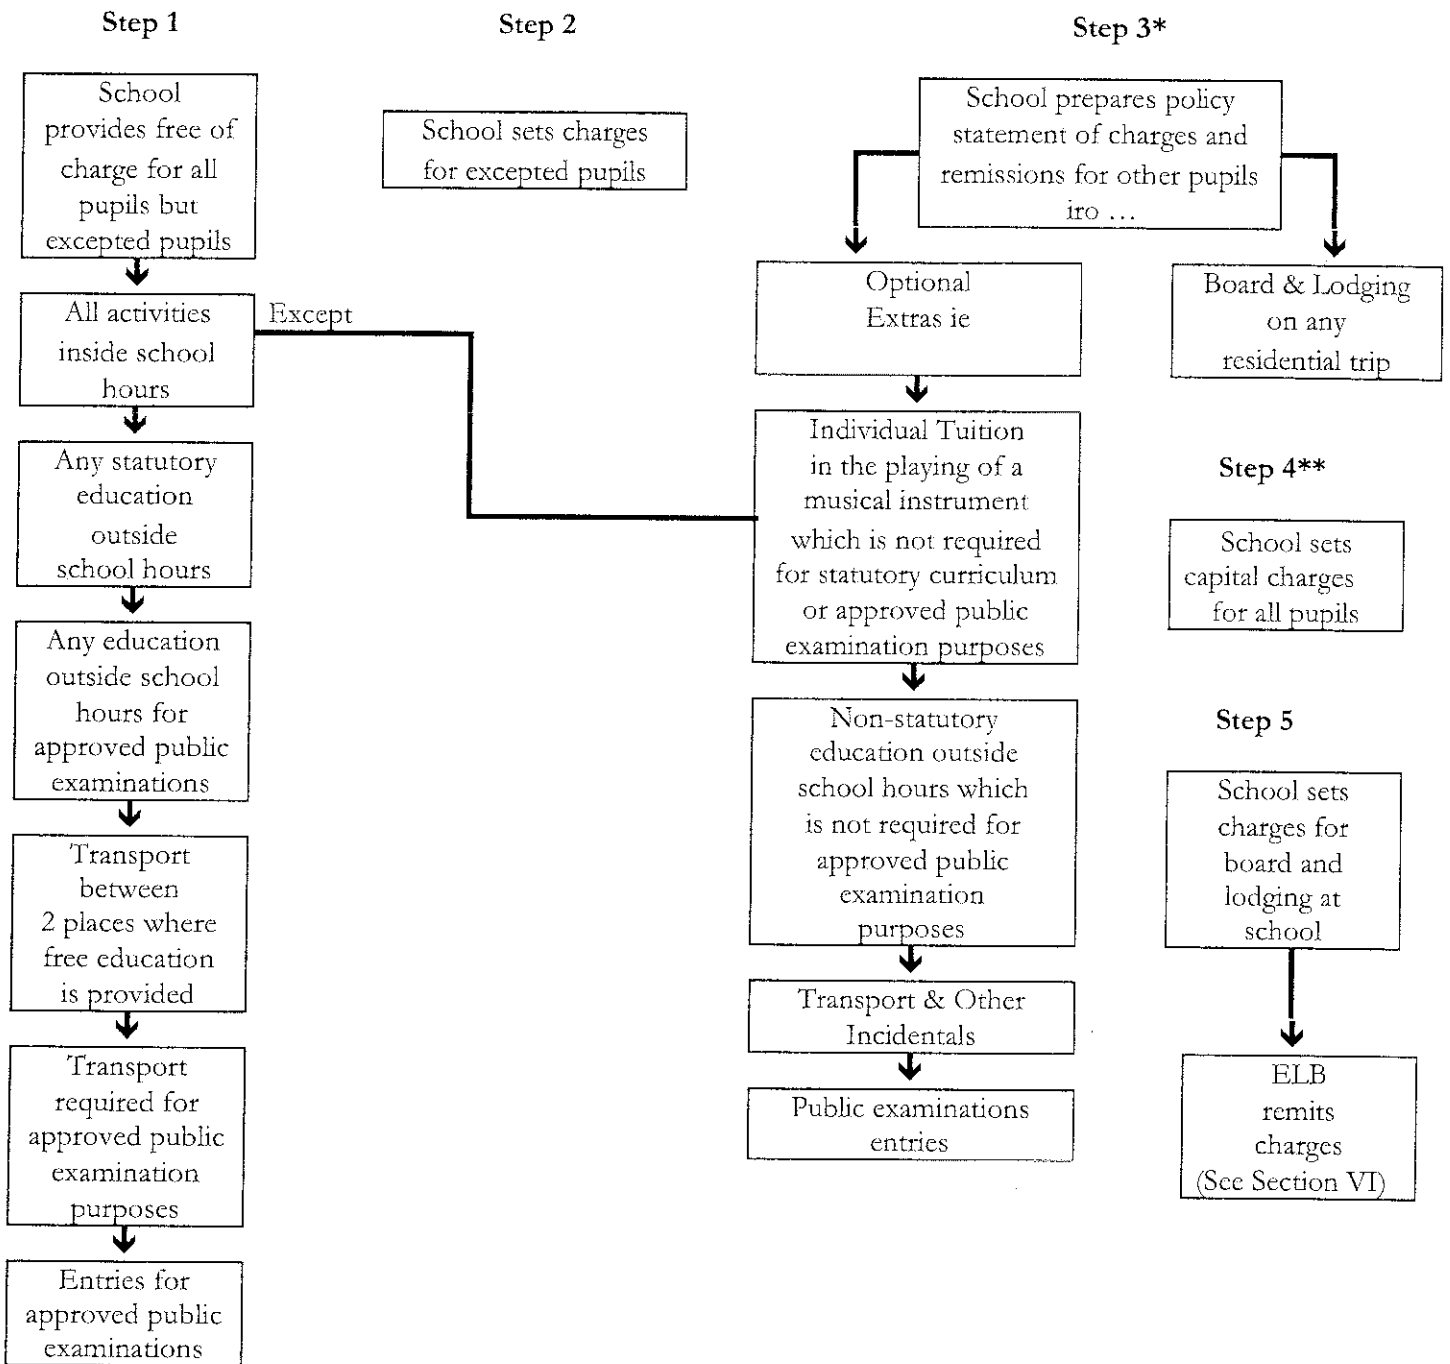 Step 1
School
provides free of
charge for all
pupils but
excepted pupils
All activities
inside school
hours
Except
Any statutory
education
outside
school hours
Any education
outside school
hours for
approved public
examinations
Transport
between
2 places where
free education
is provided
Transport
required for
approved public
examination
purposes
Entries for
approved public
examinations
Step 2
School sets charges
for excepted pupils
Step 3*
School prepares policy
statement of charges and
remissions for other pupils
iro ...
Optional
Extras ie
Individual Tuition
in the playing of a
musical instrument
which is not required
for statutory curriculum
or approved public
examination purposes
Non-statutory
education outside
school hours which
is not required for
approved public
examination
purposes
Transport & Other
Incidentals
Public examinations
entries
Board & Lodging
on any
residential trip
Step 4**
School sets
capital charges
for all pupils
Step 5
School sets
charges for
board and
lodging at
school
ELB
remits
charges
(See Section VI)